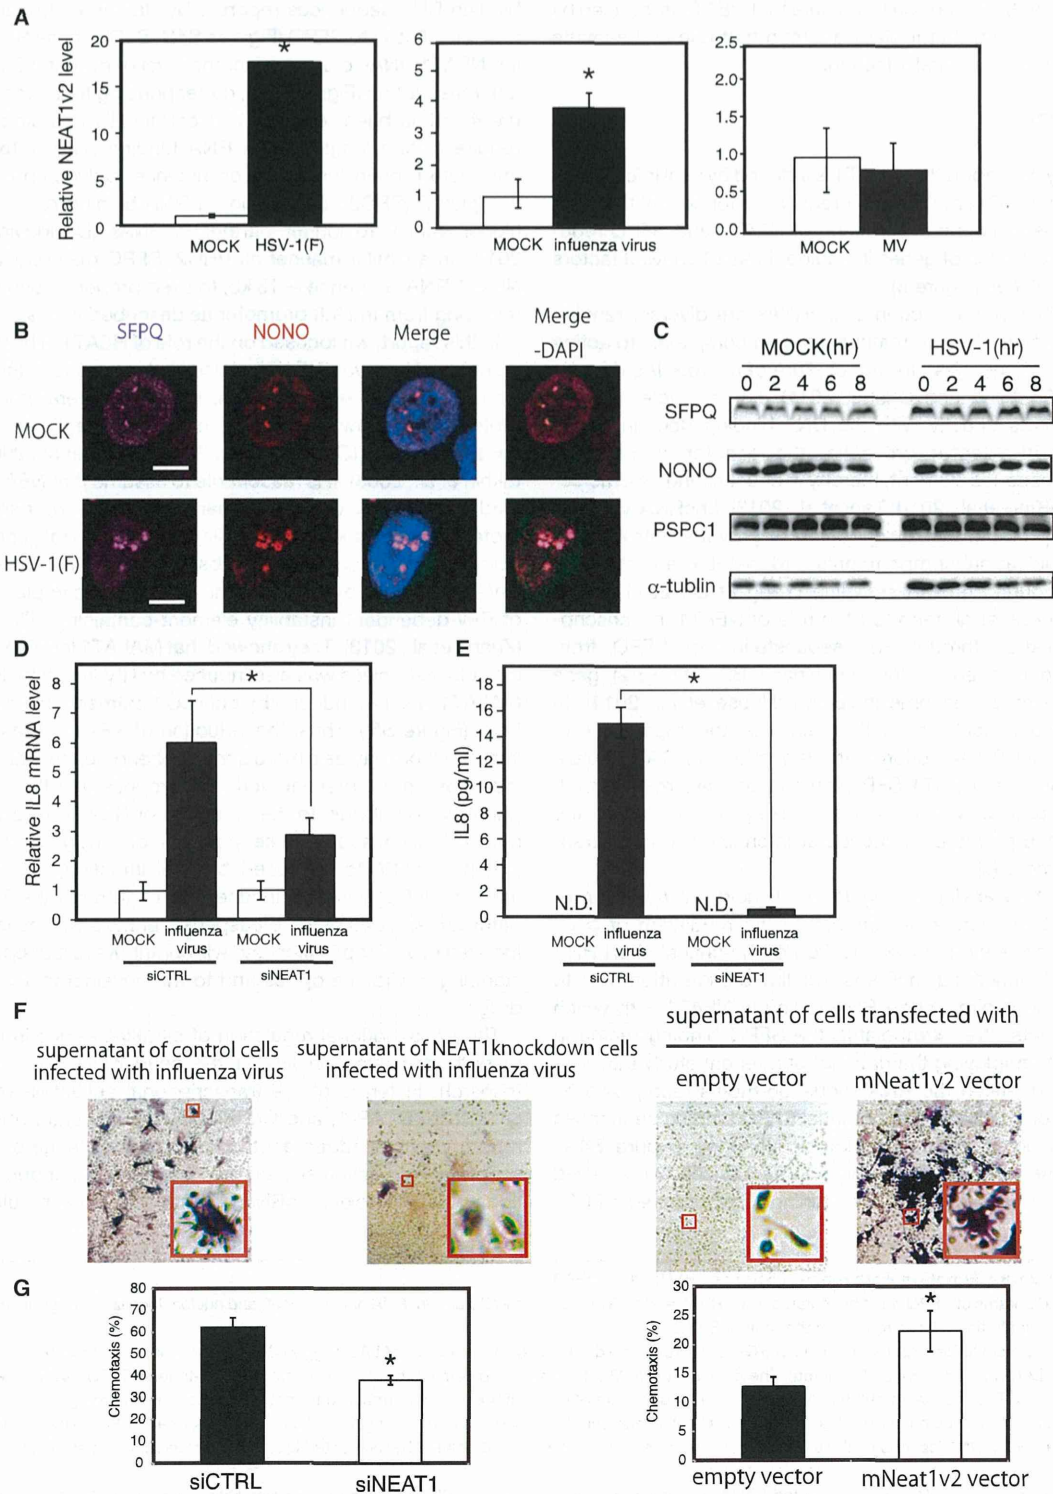 A
Relative NEAT1v2 level
20
15
10
5
0
*
MOCK HSV-1(F)
6
5
4
3
2
1
0
*
MOCK infuenza virus
2.5
2.0
1.5
1.0
0.5
0.0
MOCK MV
B
SFPQ NONO Merge Merge
-DAPI
MOCK
HSV-1(F)
C
MOCK(hr) HSV-1(hr)
0 2 4 6 8 0 2 4 6 8
SFPQ
NONO
PSPC1
α-tublin
D
Relative IL8 mRNA level
8
7
6
5
4
3
2
1
0
*
MOCK influenza virus MOCK influenza virus
siCTRL siNEAT1
E
IL8 (pg/ml)
18
16
14
12
10
8
6
4
2
0
*
N.D. N.D.
MOCK influenza virus MOCK influenza virus
siCTRL siNEAT1
F
supernatant of control cells
infected with influenza virus
supernatant of NEAT1knockdown cells
infected with influenza virus
supernatant of cells transfected with
empty vector mNeat1v2 vector
G
Chemotaxis (%)
80
70
60
50
40
30
20
10
0
*
siCTRL siNEAT1
Chemotaxis (%)
30
25
20
15
10
5
0
*
empty vector mNeat1v2 vector